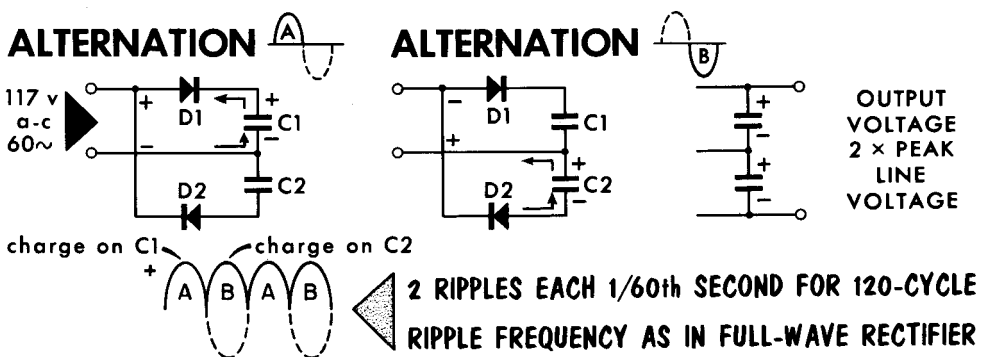 ALTERNATION A
ALTERNATION B
117 v
a-c
60~
+
−
D1
+
−
C1
D2
C2
−
+
D1
C1
D2
+
−
C2
+
−
+
−
OUTPUT
VOLTAGE
2 × PEAK
LINE
VOLTAGE
charge on C1
charge on C2
+
A B A B
2 RIPPLES EACH 1/60th SECOND FOR 120-CYCLE
RIPPLE FREQUENCY AS IN FULL-WAVE RECTIFIER